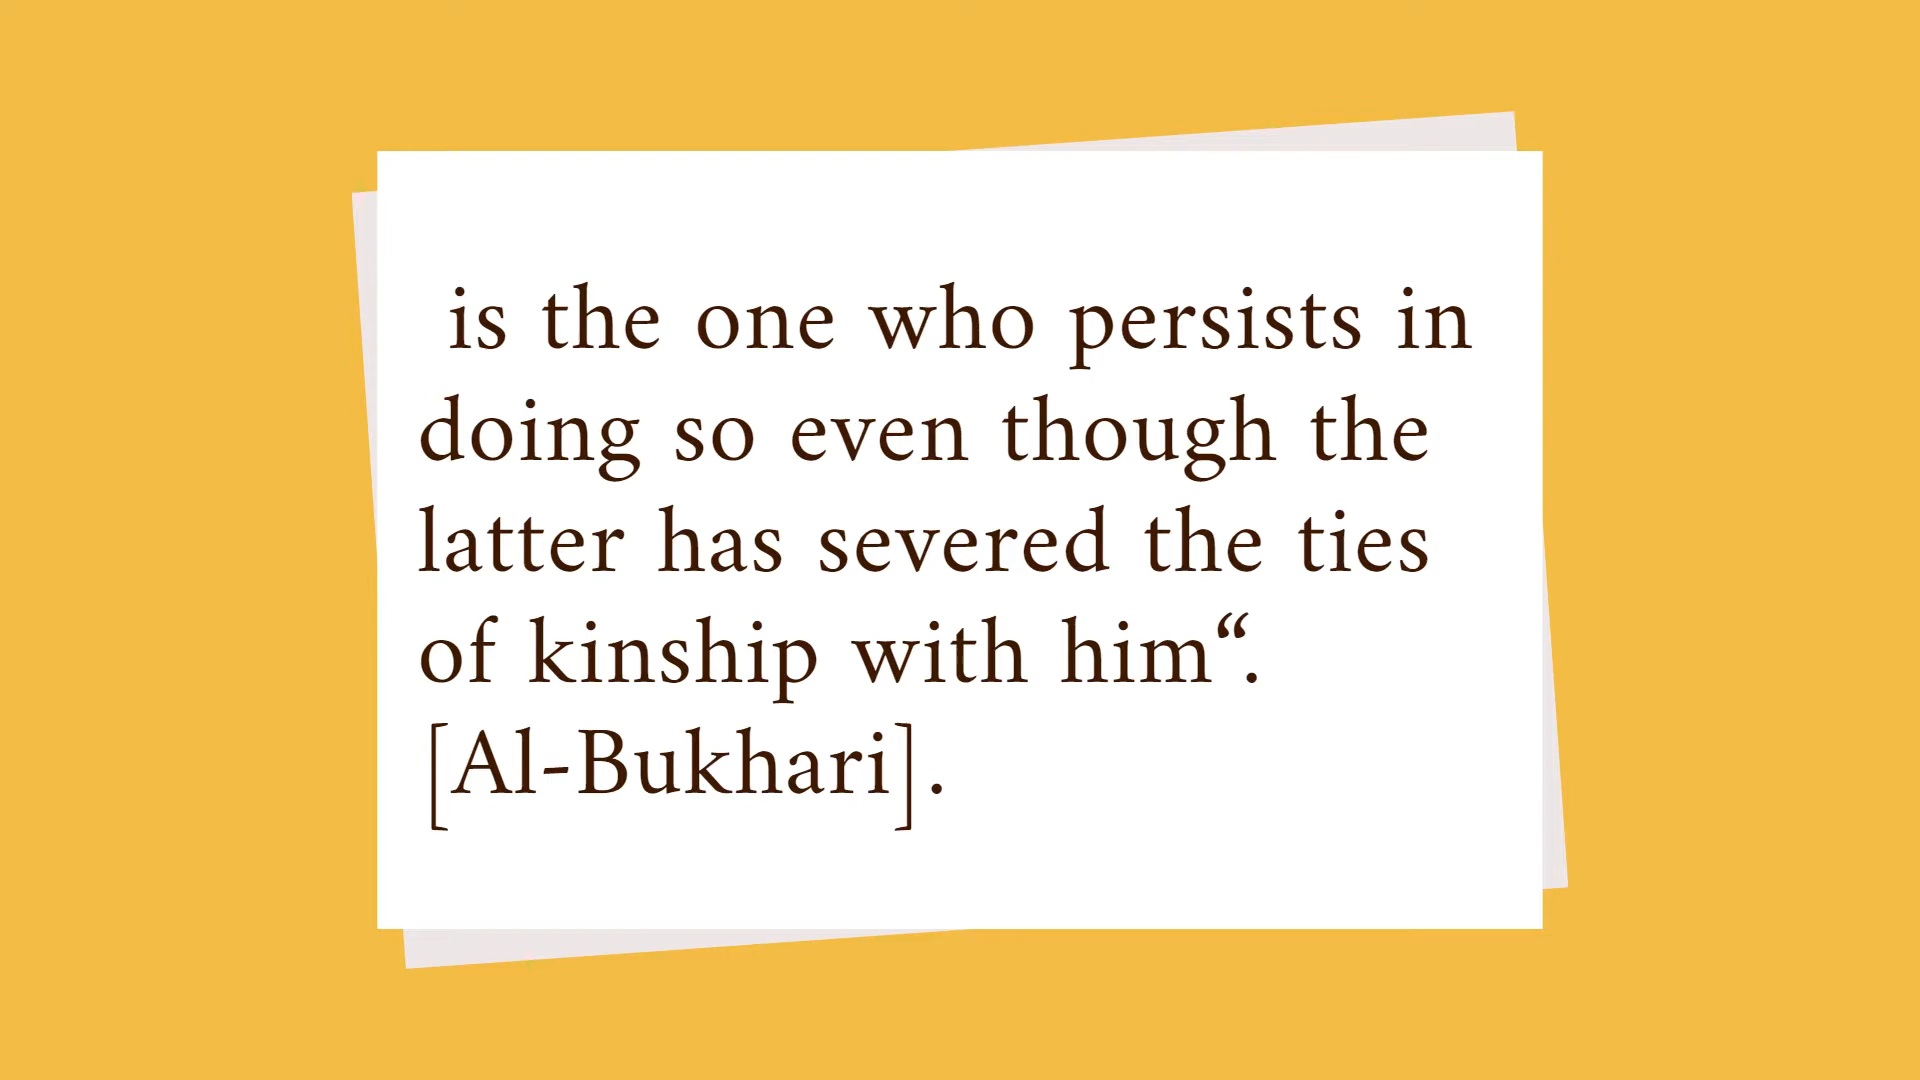 is the one who persists in
doing so even though the
latter has severed the ties
of kinship with him“.
[Al-Bukhari].